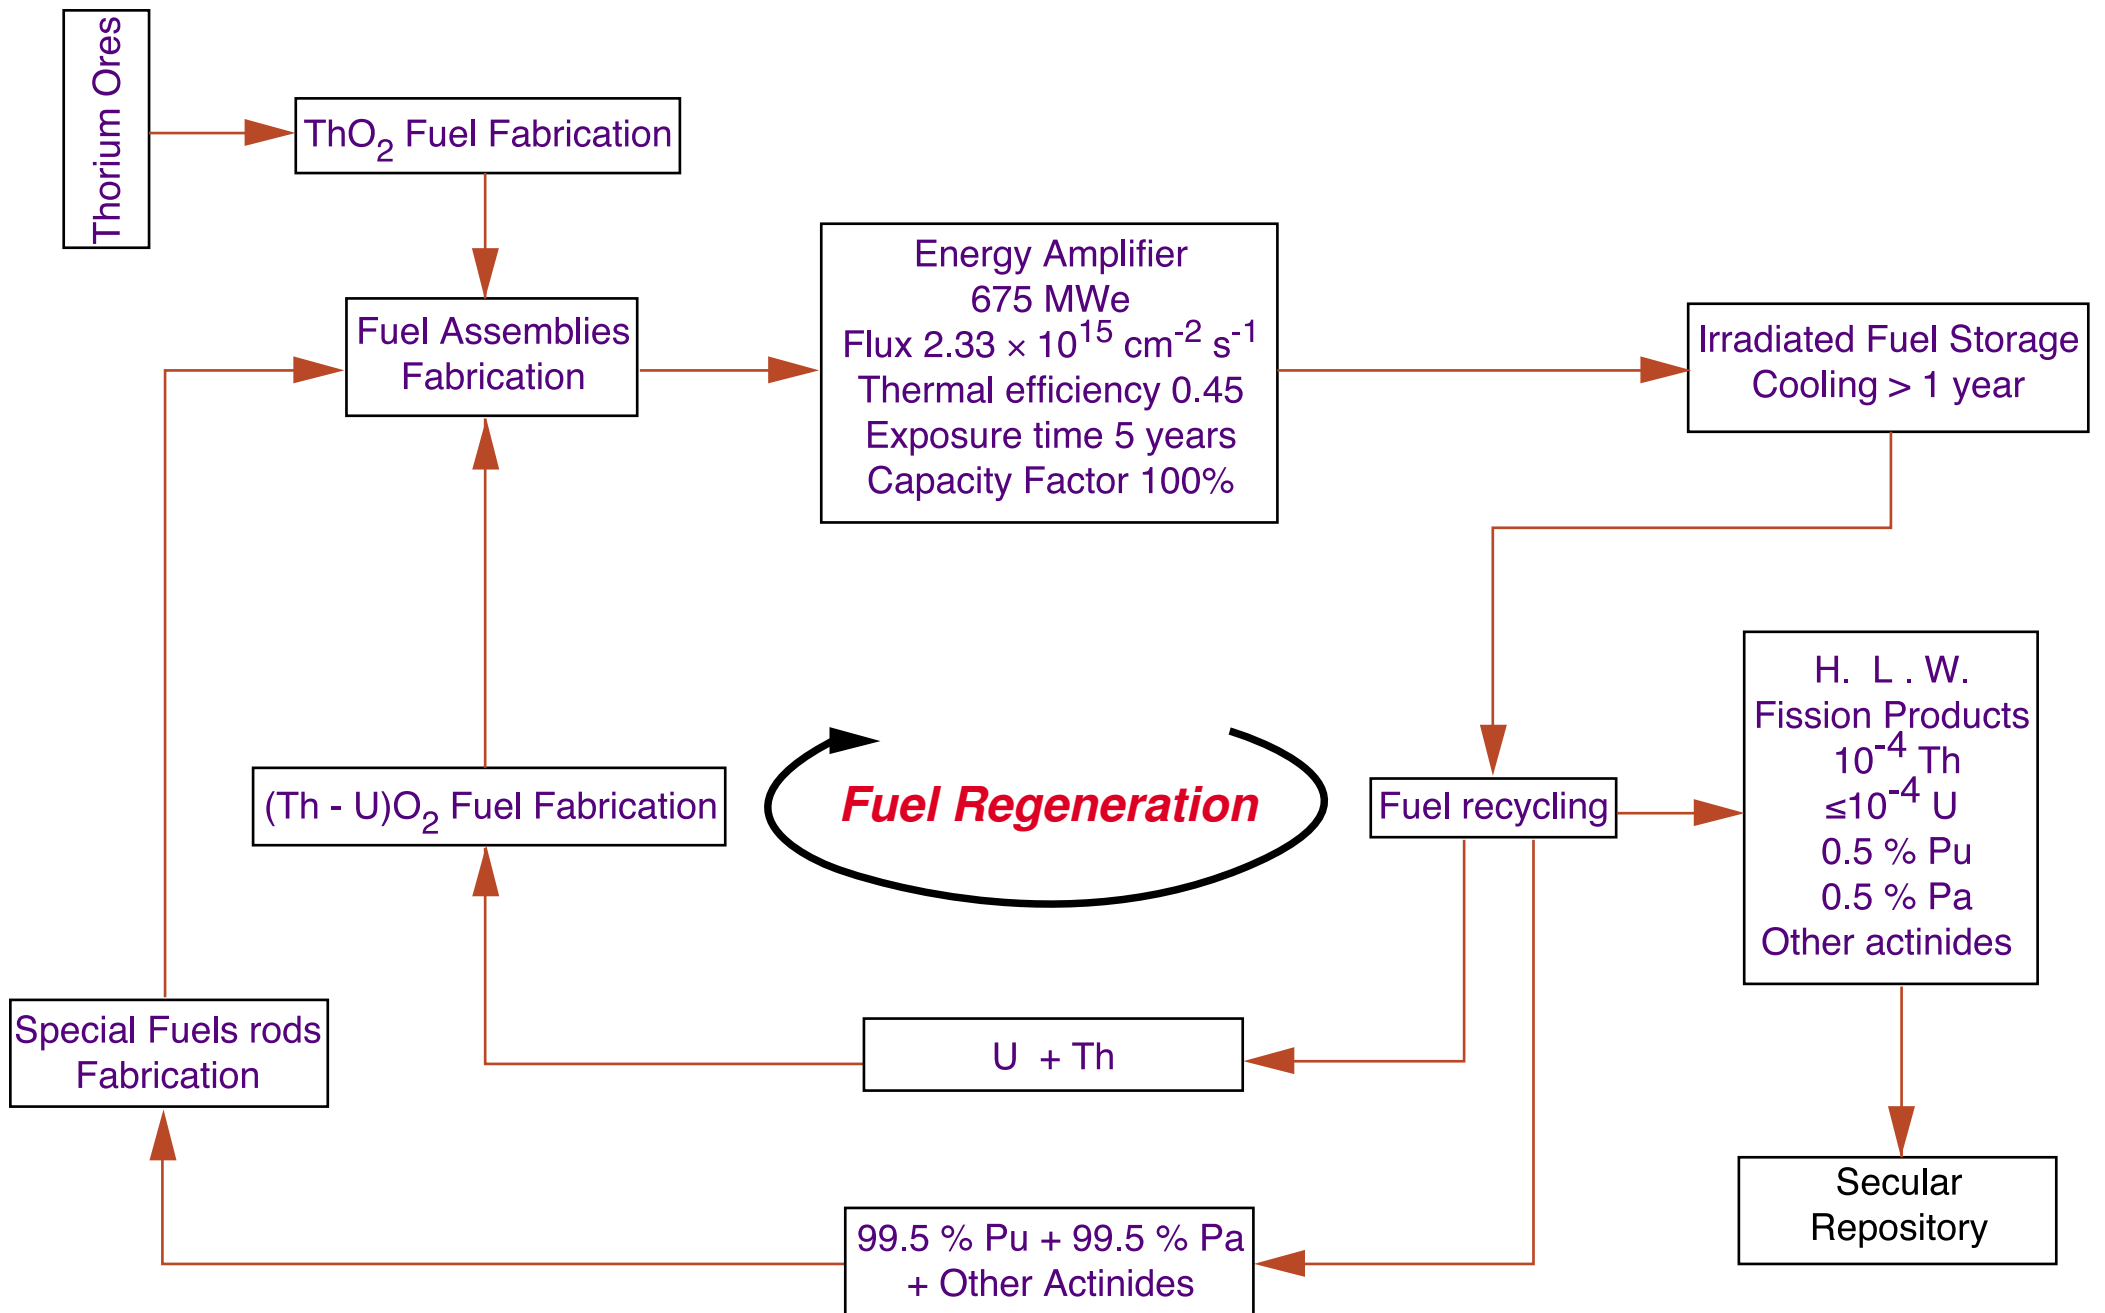 Thorium Ores
ThO₂ Fuel Fabrication
Fuel Assemblies
Fabrication
Energy Amplifier
675 MWe
Flux 2.33 × 10¹⁵ cm⁻² s⁻¹
Thermal efficiency 0.45
Exposure time 5 years
Capacity Factor 100%
Irradiated Fuel Storage
Cooling > 1 year
(Th - U)O₂ Fuel Fabrication
Fuel Regeneration
Fuel recycling
H. L . W.
Fission Products
10⁻⁴ Th
≤10⁻⁴ U
0.5 % Pu
0.5 % Pa
Other actinides
Special Fuels rods
Fabrication
U + Th
99.5 % Pu + 99.5 % Pa
+ Other Actinides
Secular
Repository